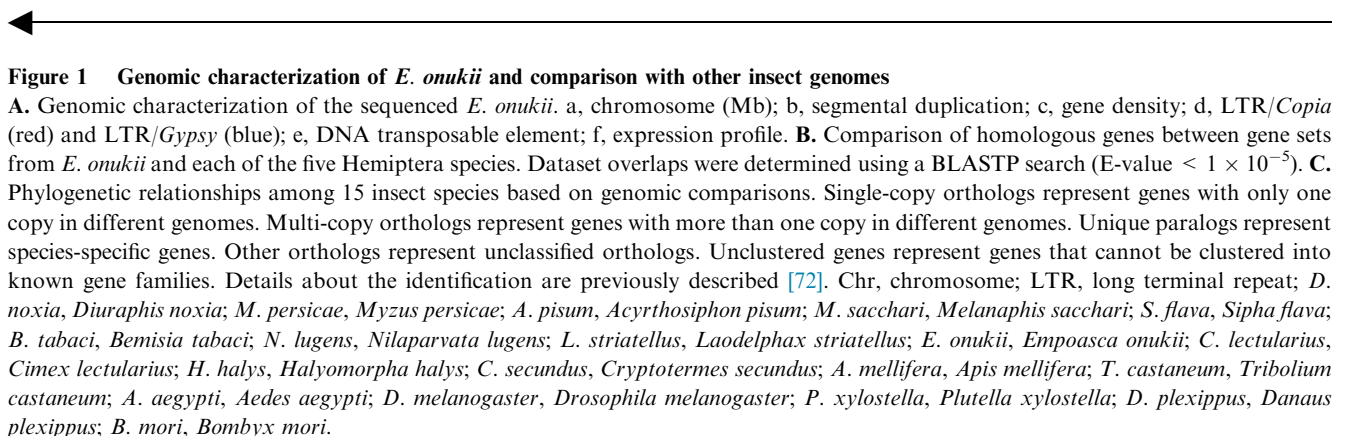 Figure 1 Genomic characterization of E. onukii and comparison with other insect genomes
A. Genomic characterization of the sequenced E. onukii. a, chromosome (Mb); b, segmental duplication; c, gene density; d, LTR/Copia
(red) and LTR/Gypsy (blue); e, DNA transposable element; f, expression profile. B. Comparison of homologous genes between gene sets
from E. onukii and each of the five Hemiptera species. Dataset overlaps were determined using a BLASTP search (E-value < 1 × 10⁻⁵). C.
Phylogenetic relationships among 15 insect species based on genomic comparisons. Single-copy orthologs represent genes with only one
copy in different genomes. Multi-copy orthologs represent genes with more than one copy in different genomes. Unique paralogs represent
species-specific genes. Other orthologs represent unclassified orthologs. Unclustered genes represent genes that cannot be clustered into
known gene families. Details about the identification are previously described [72]. Chr, chromosome; LTR, long terminal repeat; D.
noxia, Diuraphis noxia; M. persicae, Myzus persicae; A. pisum, Acyrthosiphon pisum; M. sacchari, Melanaphis sacchari; S. flava, Sipha flava;
B. tabaci, Bemisia tabaci; N. lugens, Nilaparvata lugens; L. striatellus, Laodelphax striatellus; E. onukii, Empoasca onukii; C. lectularius,
Cimex lectularius; H. halys, Halyomorpha halys; C. secundus, Cryptotermes secundus; A. mellifera, Apis mellifera; T. castaneum, Tribolium
castaneum; A. aegypti, Aedes aegypti; D. melanogaster, Drosophila melanogaster; P. xylostella, Plutella xylostella; D. plexippus, Danaus
plexippus; B. mori, Bombyx mori.